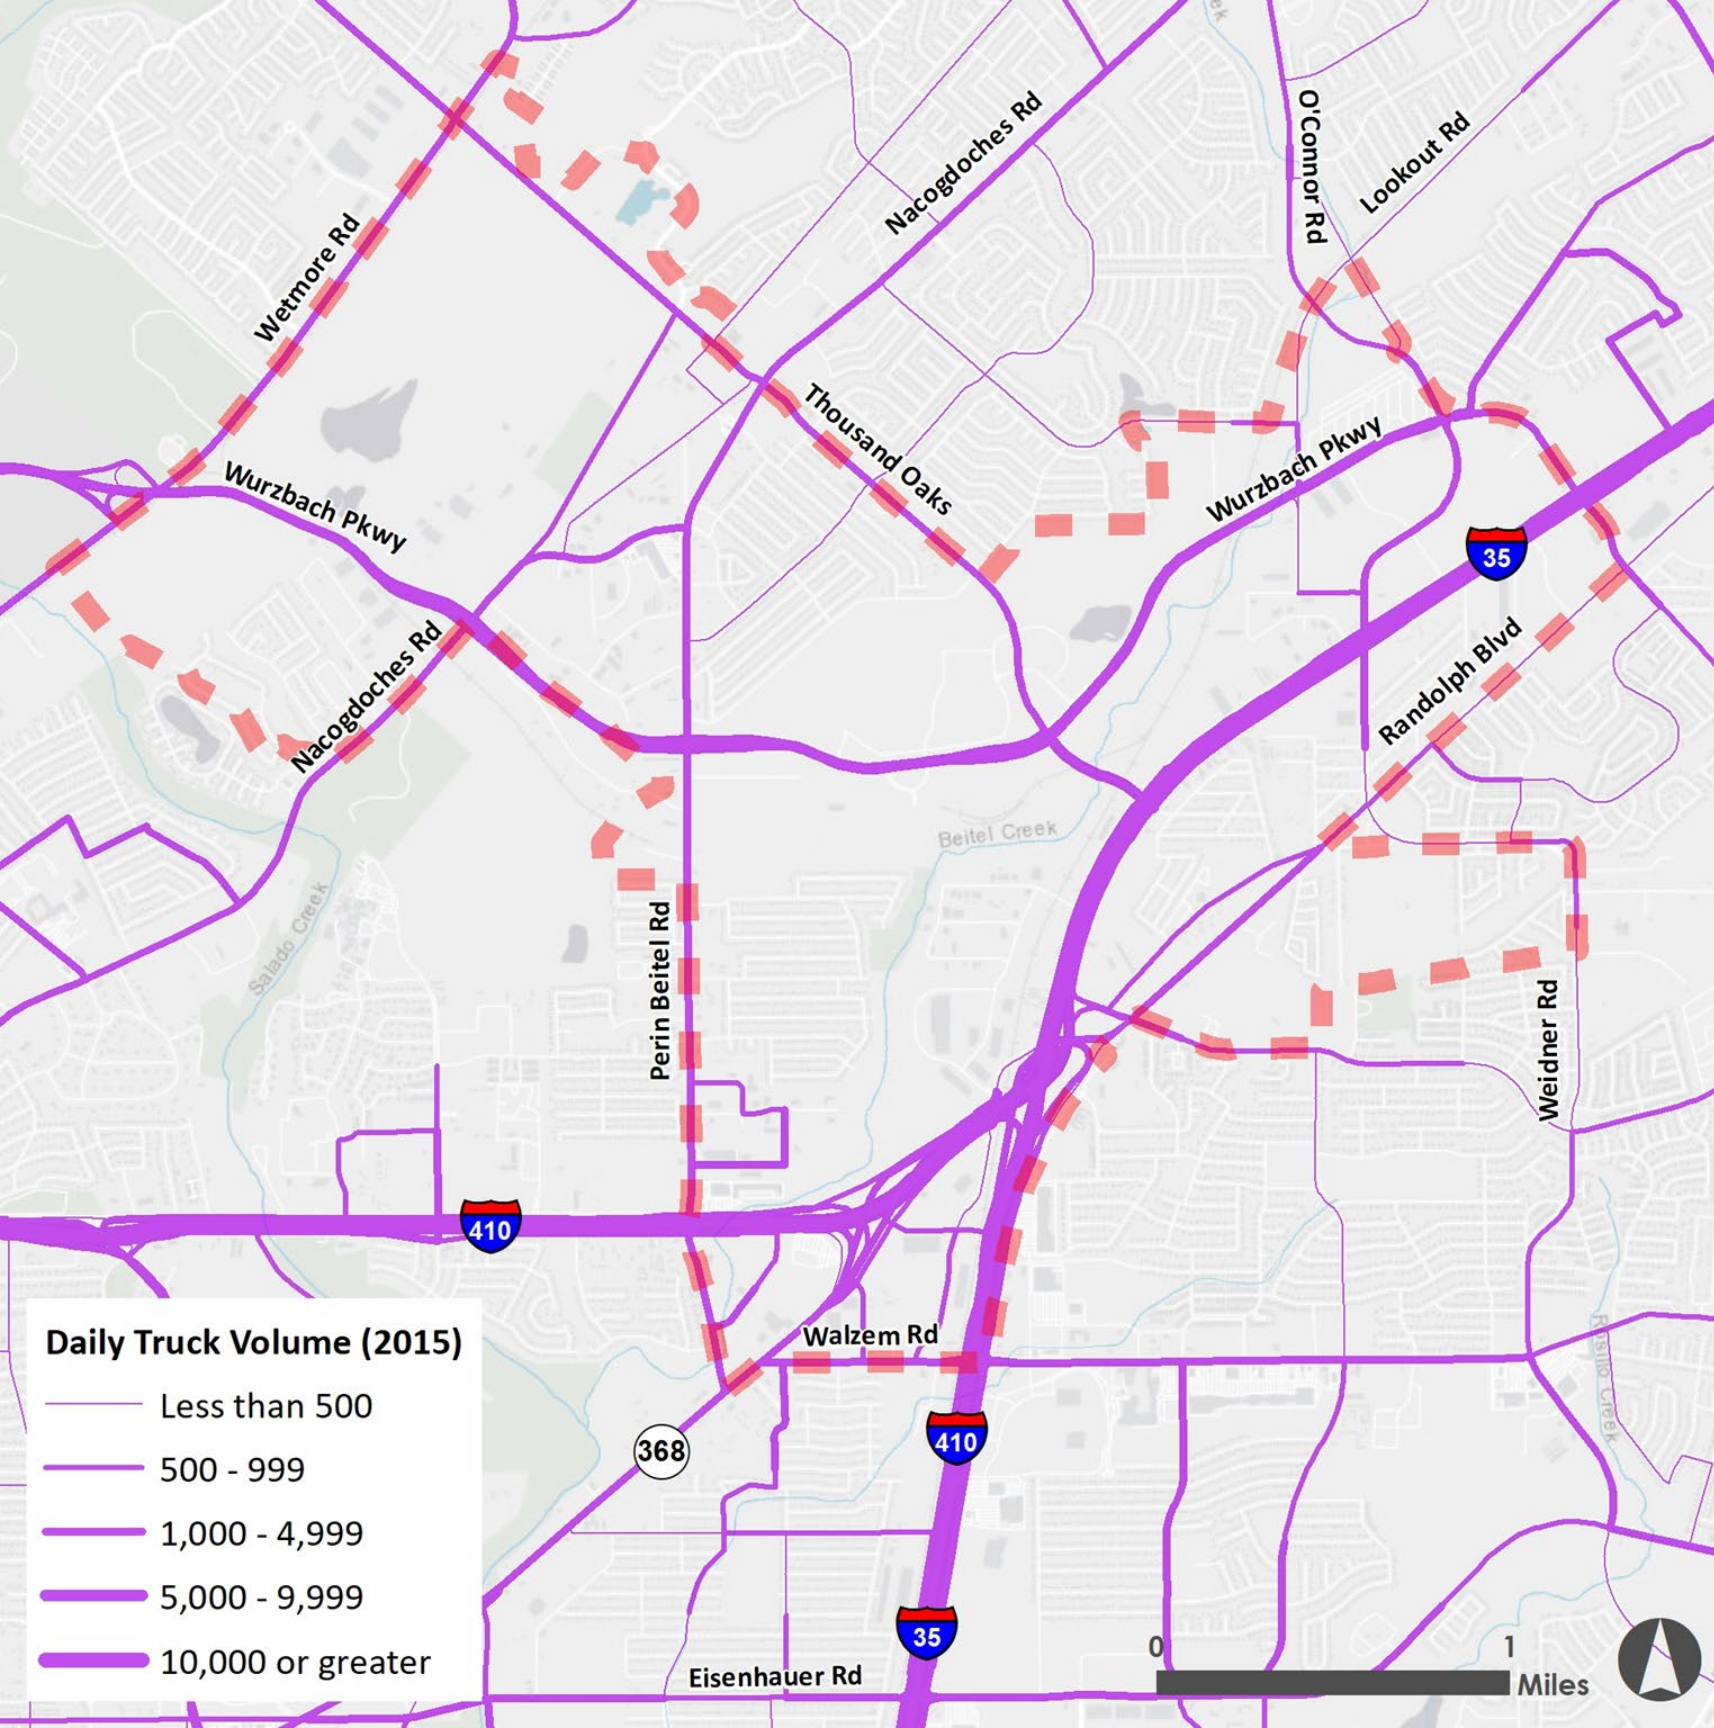 ek
Nacogdoches Rd
O'Connor Rd
Lookout Rd
Wetmore Rd
Thousand Oaks
Wurzbach Pkwy
Wurzbach Pkwy
35
Nacogdoches Rd
Randolph Blvd
Beitel Creek
Salado Creek
Perin Beitel Rd
Weidner Rd
410
Walzem Rd
Rosillo Creek
368
410
35
Eisenhauer Rd
Daily Truck Volume (2015)
Less than 500
500 - 999
1,000 - 4,999
5,000 - 9,999
10,000 or greater
0 1
Miles